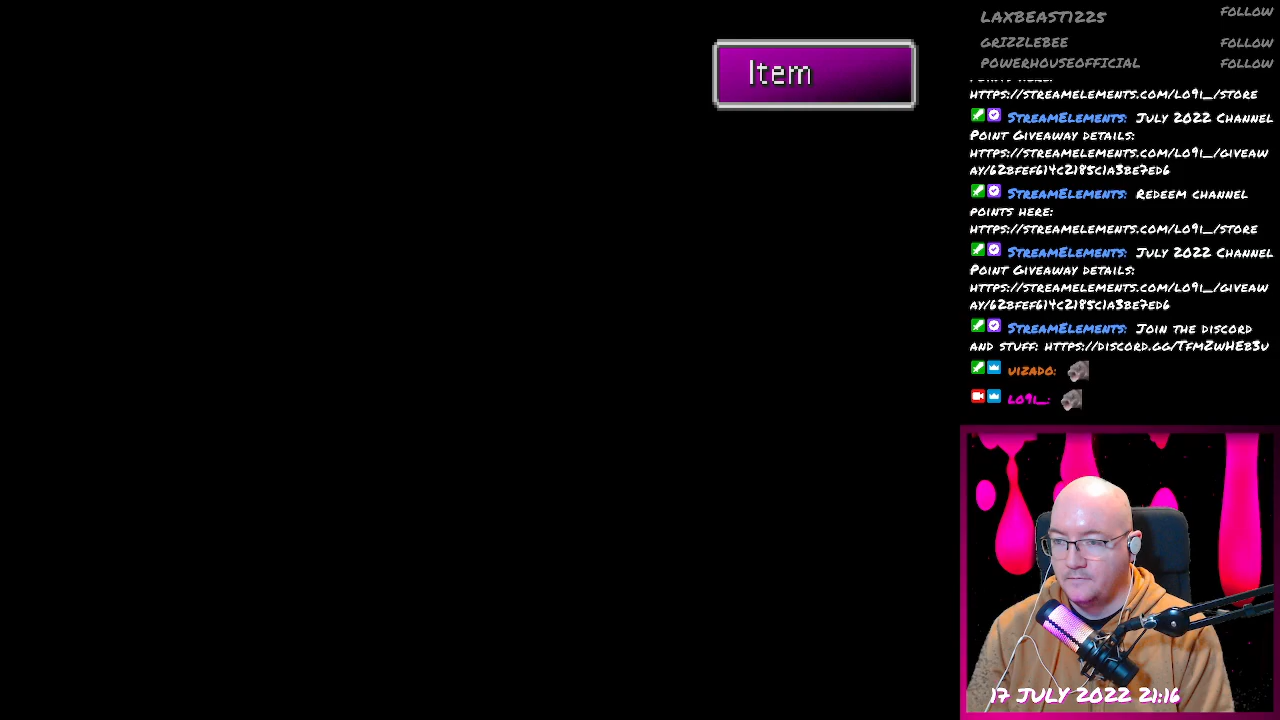 Item
LAXBEAST1225 FOLLOW
GRIZZLEBEE FOLLOW
POWERHOUSEOFFICIAL FOLLOW
HTTPS://STREAMELEMENTS.COM/LO9I_/STORE
STREAMELEMENTS: JULY 2022 CHANNEL
POINT GIVEAWAY DETAILS:
HTTPS://STREAMELEMENTS.COM/LO9I_/GIVEAW
AY/62BFEF614C2185C1A3BE7ED6
STREAMELEMENTS: REDEEM CHANNEL
POINTS HERE:
HTTPS://STREAMELEMENTS.COM/LO9I_/STORE
STREAMELEMENTS: JULY 2022 CHANNEL
POINT GIVEAWAY DETAILS:
HTTPS://STREAMELEMENTS.COM/LO9I_/GIVEAW
AY/62BFEF614C2185C1A3BE7ED6
STREAMELEMENTS: JOIN THE DISCORD
AND STUFF: HTTPS://DISCORD.GG/TFMZWHEB3U
UIZADO:
LO9I_:
17 JULY 2022 21:16